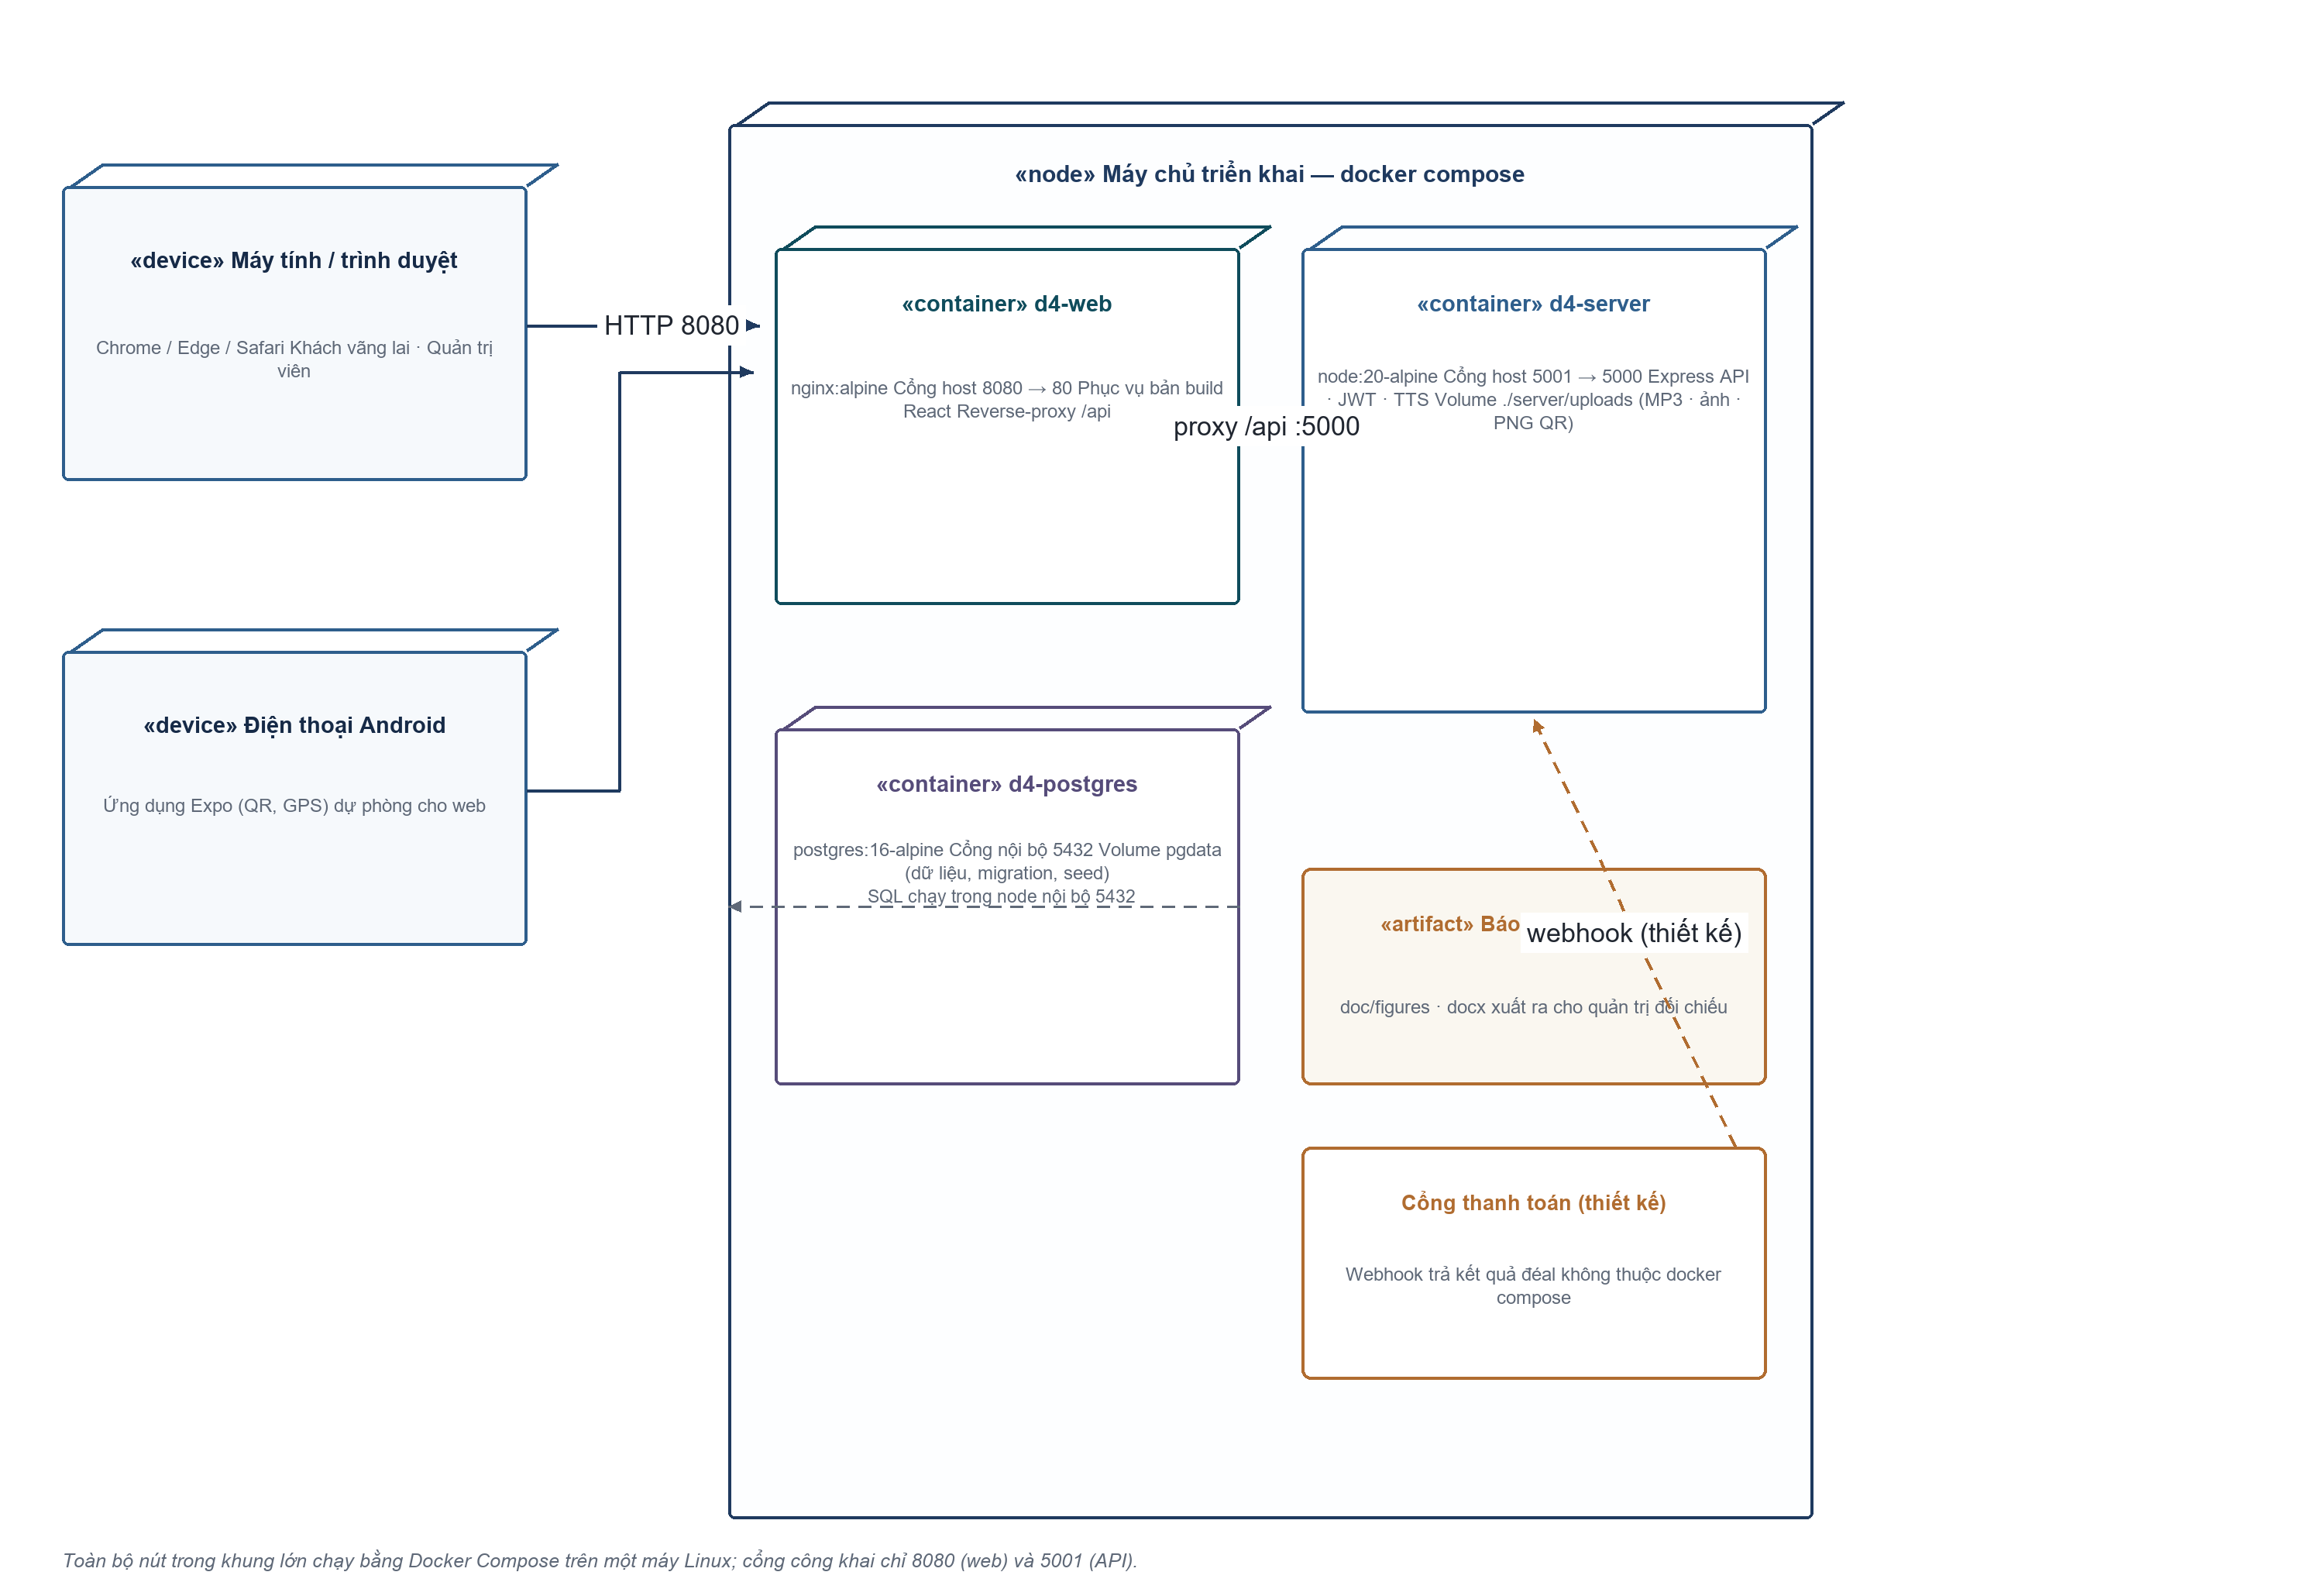 «node» Máy chủ triển khai — docker compose
«device» Máy tính / trình duyệt
Chrome / Edge / Safari Khách vãng lai · Quản trị
viên
HTTP 8080
«container» d4-web
nginx:alpine Cổng host 8080 → 80 Phục vụ bản build
React Reverse-proxy /api
proxy /api :5000
«container» d4-server
node:20-alpine Cổng host 5001 → 5000 Express API
· JWT · TTS Volume ./server/uploads (MP3 · ảnh ·
PNG QR)
«device» Điện thoại Android
Ứng dụng Expo (QR, GPS) dự phòng cho web
«container» d4-postgres
postgres:16-alpine Cổng nội bộ 5432 Volume pgdata
(dữ liệu, migration, seed)
SQL chạy trong node nội bộ 5432
«artifact» Báo
webhook (thiết kế)
doc/figures · docx xuất ra cho quản trị đối chiếu
Cổng thanh toán (thiết kế)
Webhook trả kết quả đéal không thuộc docker
compose
Toàn bộ nút trong khung lớn chạy bằng Docker Compose trên một máy Linux; cổng công khai chỉ 8080 (web) và 5001 (API).